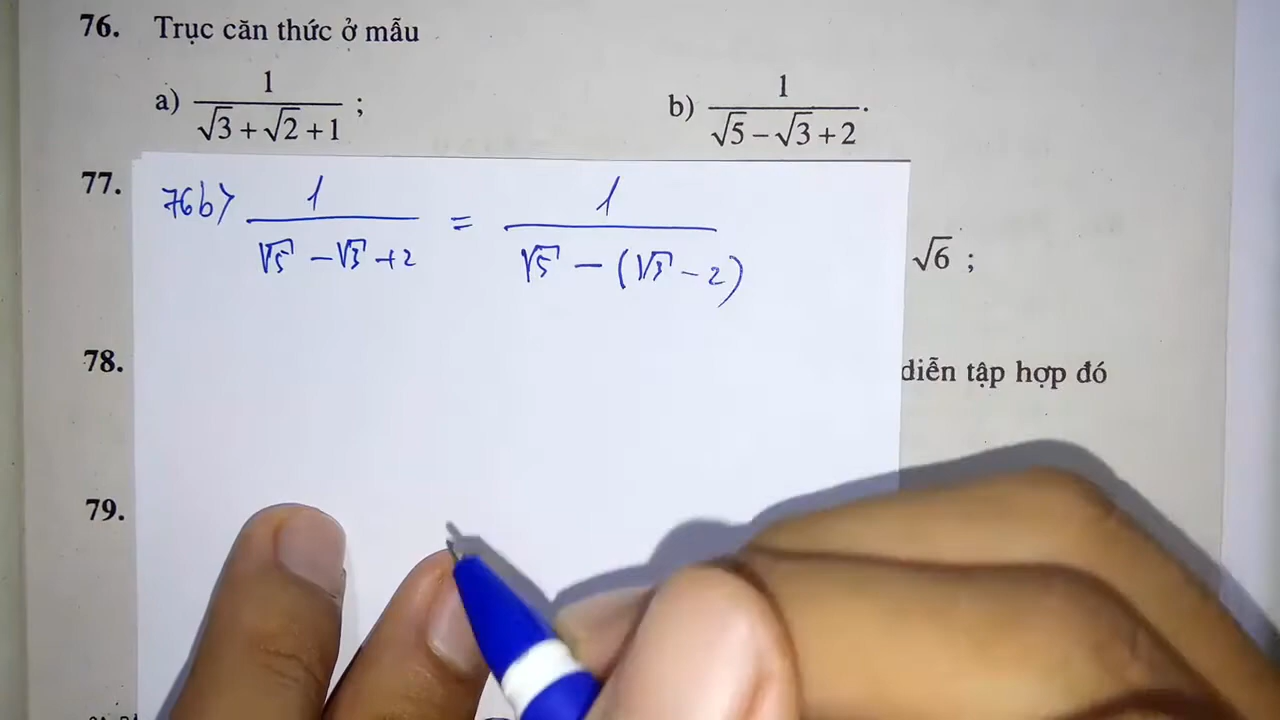 76. Trục căn thức ở mẫu
a) 1/(√3 + √2 + 1) ; b) 1/(√5 − √3 + 2) .
77.
76b> 1/(√5 − √3 + 2) = 1/(√5 − (√3 − 2))
√6 ;
78.
diễn tập hợp đó
79.